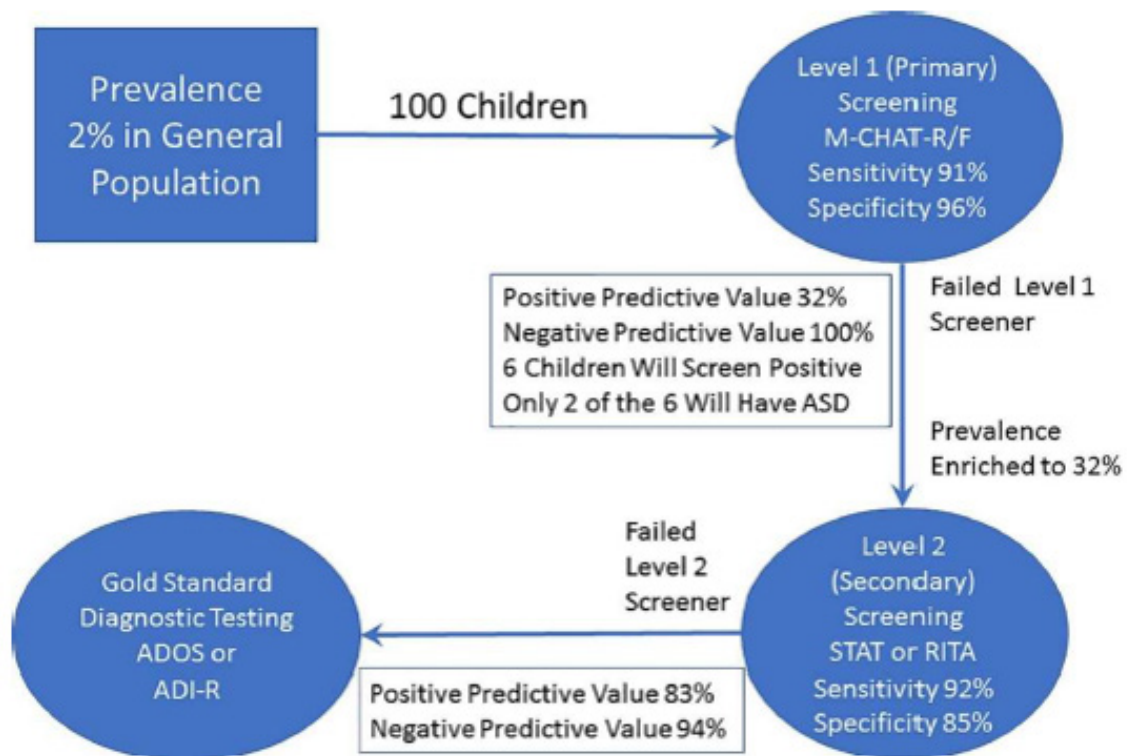 Prevalence
2% in General
Population
100 Children
Level 1 (Primary)
Screening
M-CHAT-R/F
Sensitivity 91%
Specificity 96%
Positive Predictive Value 32%
Negative Predictive Value 100%
6 Children Will Screen Positive
Only 2 of the 6 Will Have ASD
Failed Level 1
Screener
Prevalence
Enriched to 32%
Level 2
(Secondary)
Screening
STAT or RITA
Sensitivity 92%
Specificity 85%
Failed
Level 2
Screener
Positive Predictive Value 83%
Negative Predictive Value 94%
Gold Standard
Diagnostic Testing
ADOS or
ADI-R